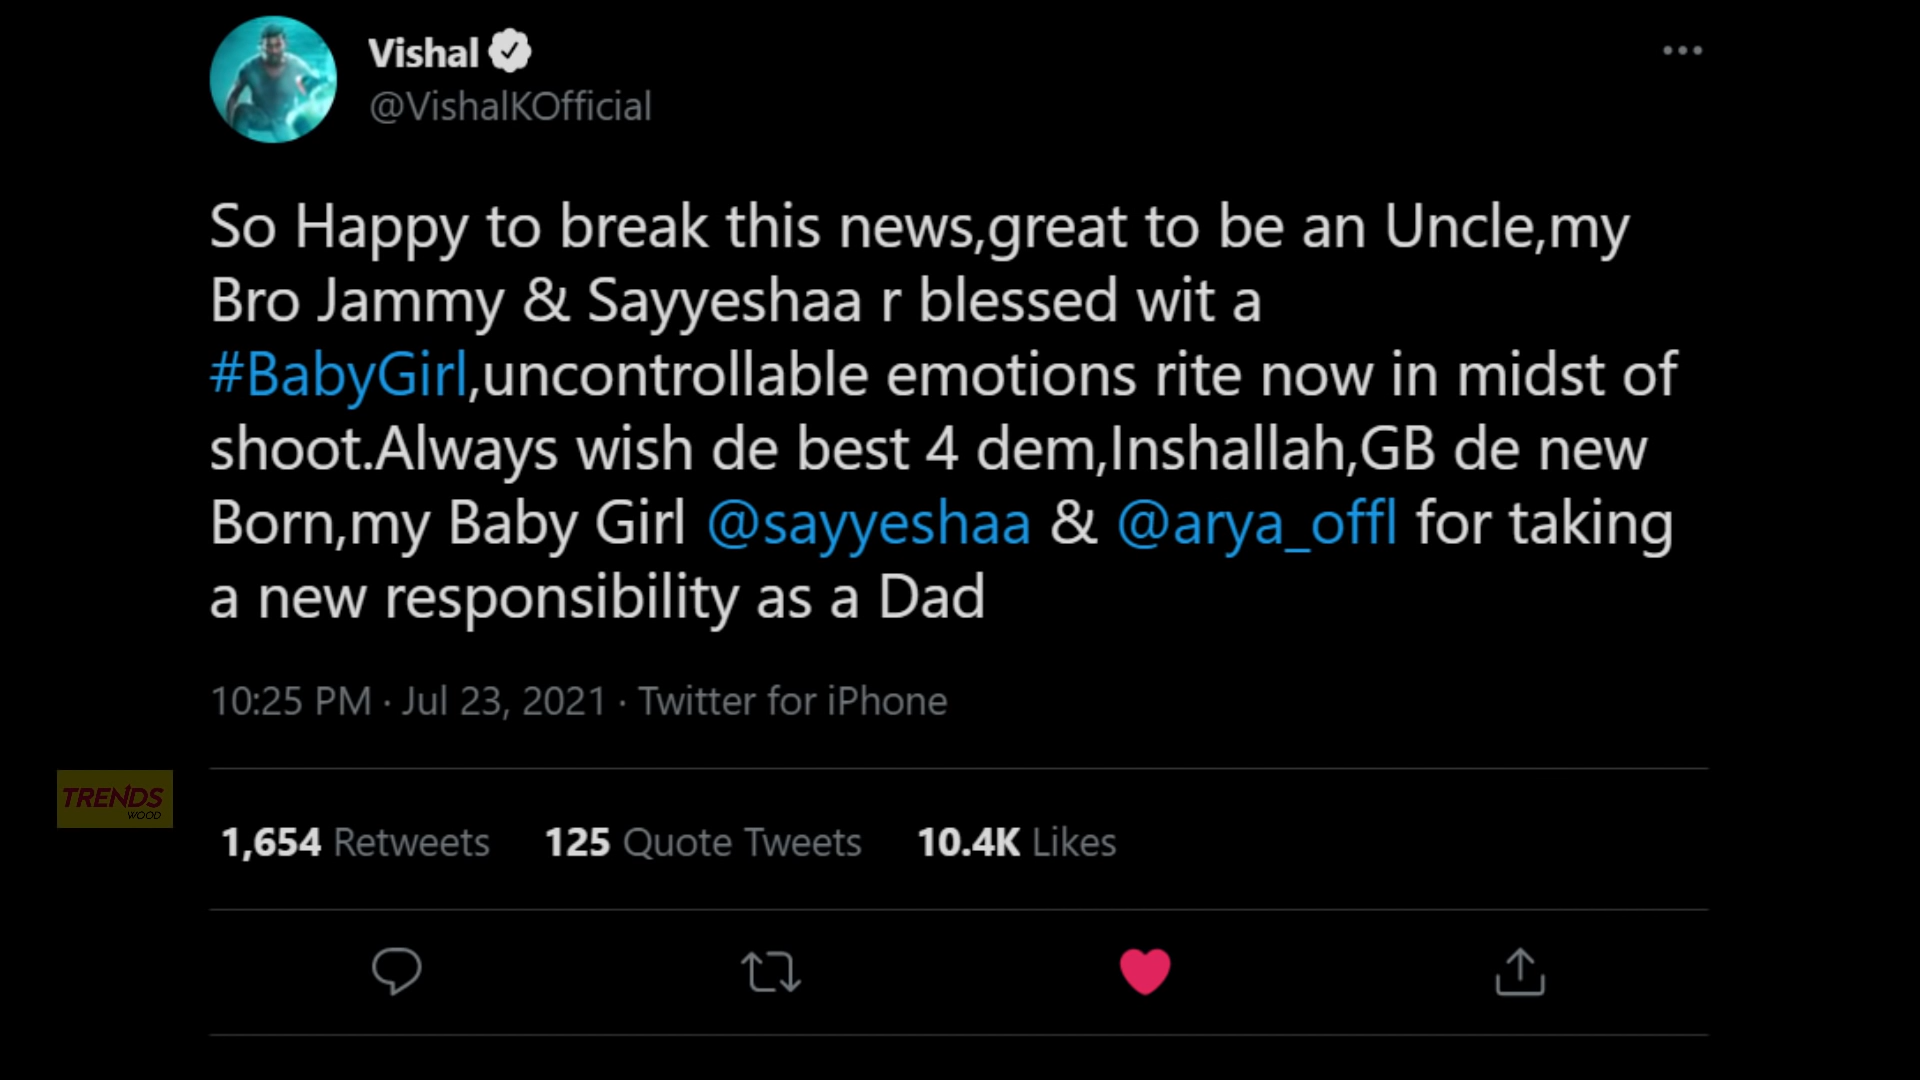 Vishal
@VishalKOfficial
So Happy to break this news,great to be an Uncle,my
Bro Jammy & Sayyeshaa r blessed wit a
#BabyGirl,uncontrollable emotions rite now in midst of
shoot.Always wish de best 4 dem,Inshallah,GB de new
Born,my Baby Girl @sayyeshaa & @arya_offl for taking
a new responsibility as a Dad
10:25 PM · Jul 23, 2021 · Twitter for iPhone
TRENDS
WOOD
1,654 Retweets 125 Quote Tweets 10.4K Likes